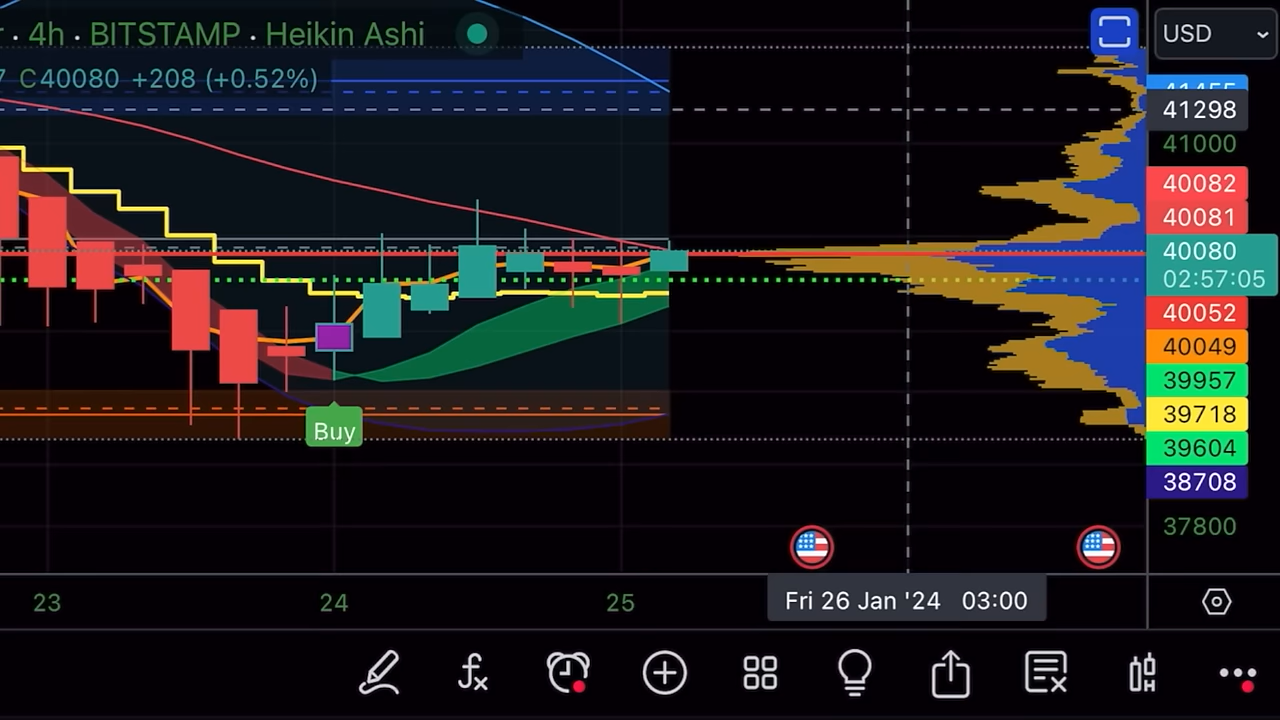 · 4h · BITSTAMP · Heikin Ashi
C40080 +208 (+0.52%)
USD
41298
41000
40082
40081
40080
02:57:05
40052
40049
39957
39718
39604
38708
37800
Buy
23 24 25 Fri 26 Jan '24 03:00